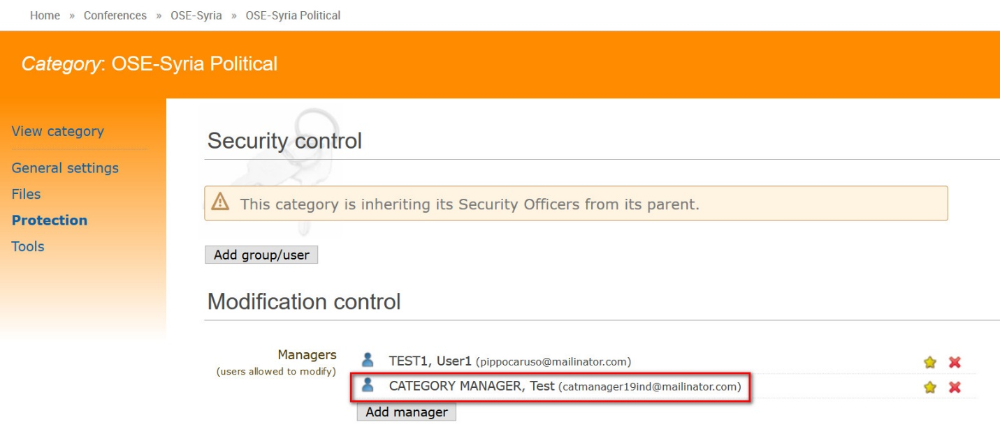 Home » Conferences » OSE-Syria » OSE-Syria Political
Category: OSE-Syria Political
View category
General settings
Files
Protection
Tools
Security control
This category is inheriting its Security Officers from its parent.
Add group/user
Modification control
Managers
(users allowed to modify)
TEST1, User1 (pippocaruso@mailinator.com)
CATEGORY MANAGER, Test (catmanager19ind@mailinator.com)
Add manager